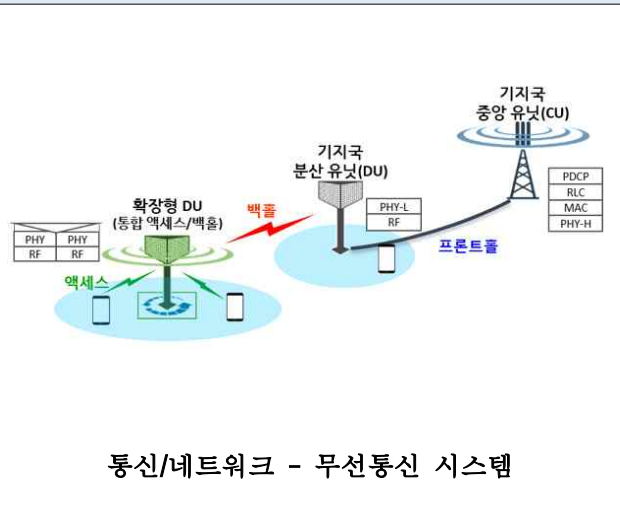 기지국
중앙 유닛(CU)
PDCP
RLC
MAC
PHY-H
기지국
분산 유닛(DU)
PHY-L
RF
프론트홀
백홀
확장형 DU
(통합 액세스/백홀)
PHY PHY
RF RF
액세스
통신/네트워크 - 무선통신 시스템